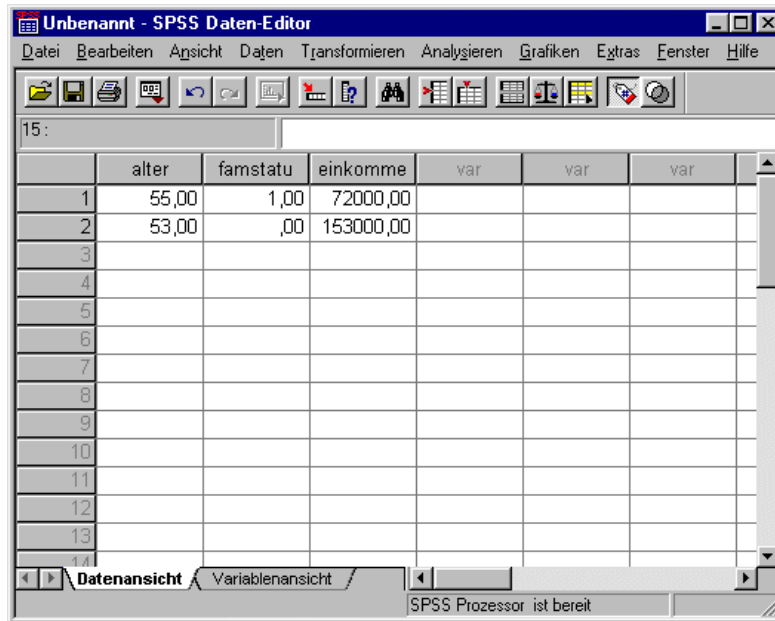 Unbenannt - SPSS Daten-Editor
Datei Bearbeiten Ansicht Daten Transformieren Analysieren Grafiken Extras Fenster Hilfe
15 :
alter famstatu einkomme var var var
1 55,00 1,00 72000,00
2 53,00 ,00 153000,00
3
4
5
6
7
8
9
10
11
12
13
14
Datenansicht Variablenansicht
SPSS Prozessor ist bereit